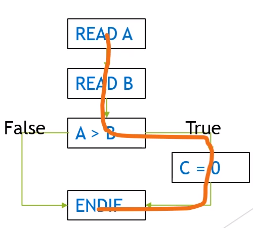 READ A
READ B
False A > B True
C = 0
ENDIF